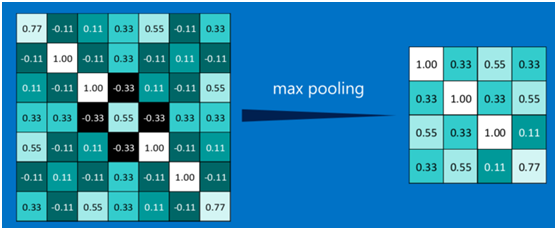 0.77 -0.11 0.11 0.33 0.55 -0.11 0.33
-0.11 1.00 -0.11 0.33 -0.11 0.11 -0.11
0.11 -0.11 1.00 -0.33 0.11 -0.11 0.55
0.33 0.33 -0.33 0.55 -0.33 0.33 0.33
0.55 -0.11 0.11 -0.33 1.00 -0.11 0.11
-0.11 0.11 -0.11 0.33 -0.11 1.00 -0.11
0.33 -0.11 0.55 0.33 0.11 -0.11 0.77
max pooling
1.00 0.33 0.55 0.33
0.33 1.00 0.33 0.55
0.55 0.33 1.00 0.11
0.33 0.55 0.11 0.77